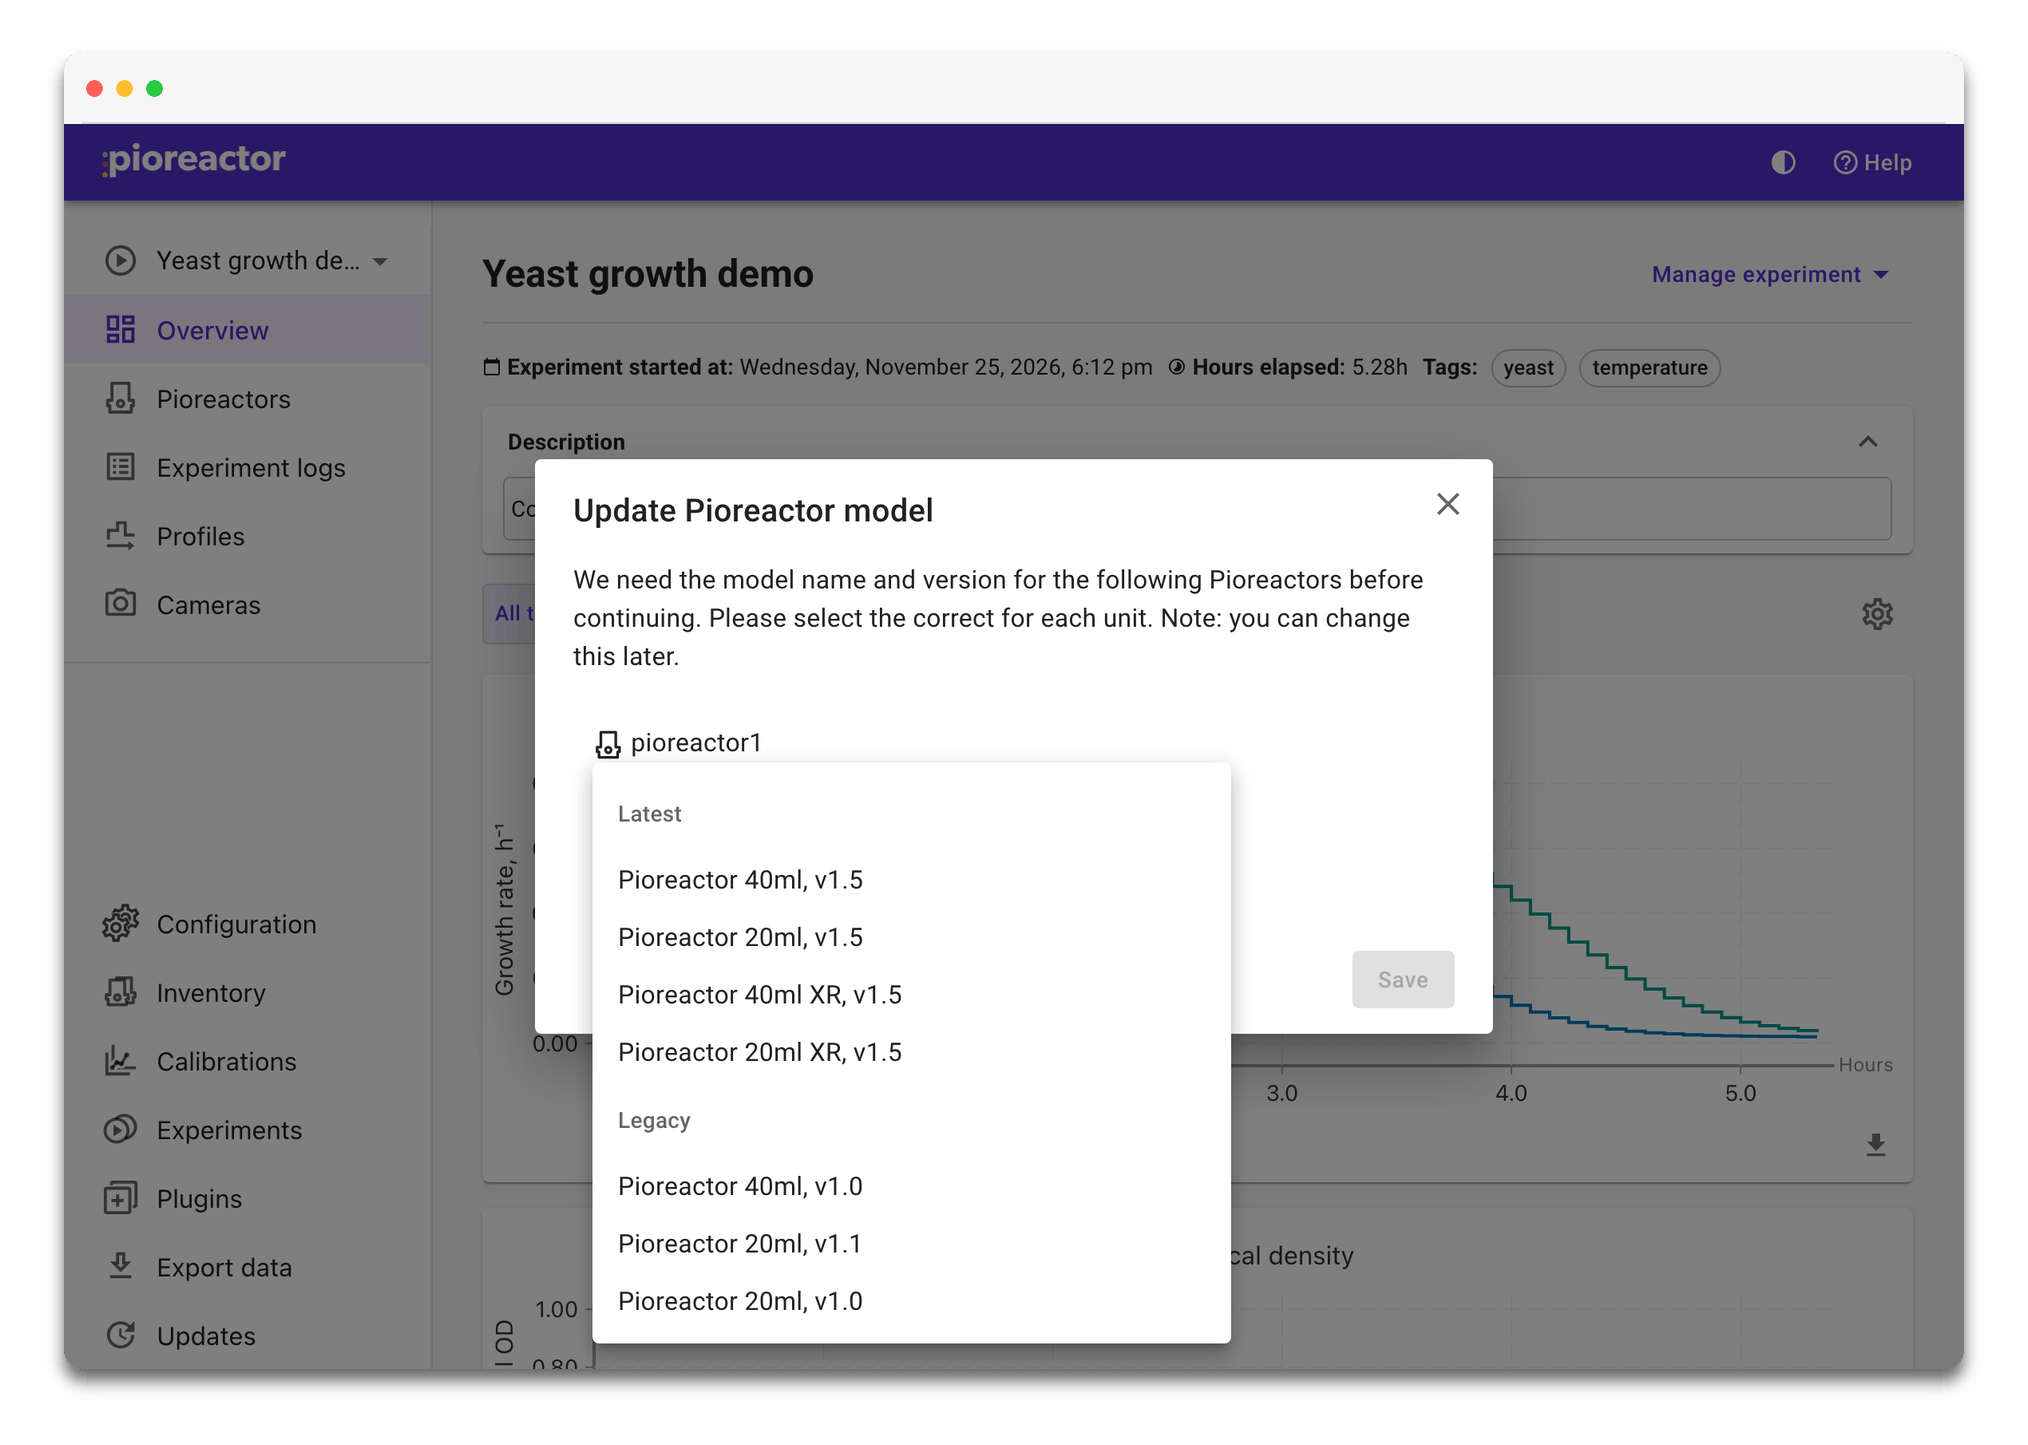 pioreactor
Help
Yeast growth de...
Overview
Pioreactors
Experiment logs
Profiles
Cameras
Configuration
Inventory
Calibrations
Experiments
Plugins
Export data
Updates
Yeast growth demo
Manage experiment
Experiment started at: Wednesday, November 25, 2026, 6:12 pm Hours elapsed: 5.28h Tags: yeast temperature
Description
Co
All t
Update Pioreactor model
We need the model name and version for the following Pioreactors before
continuing. Please select the correct for each unit. Note: you can change
this later.
pioreactor1
Latest
Pioreactor 40ml, v1.5
Pioreactor 20ml, v1.5
Pioreactor 40ml XR, v1.5
Pioreactor 20ml XR, v1.5
Legacy
Pioreactor 40ml, v1.0
Pioreactor 20ml, v1.1
Pioreactor 20ml, v1.0
Save
Growth rate, h⁻¹
0.00
Hours
3.0 4.0 5.0
cal density
1.00
0.80
OD